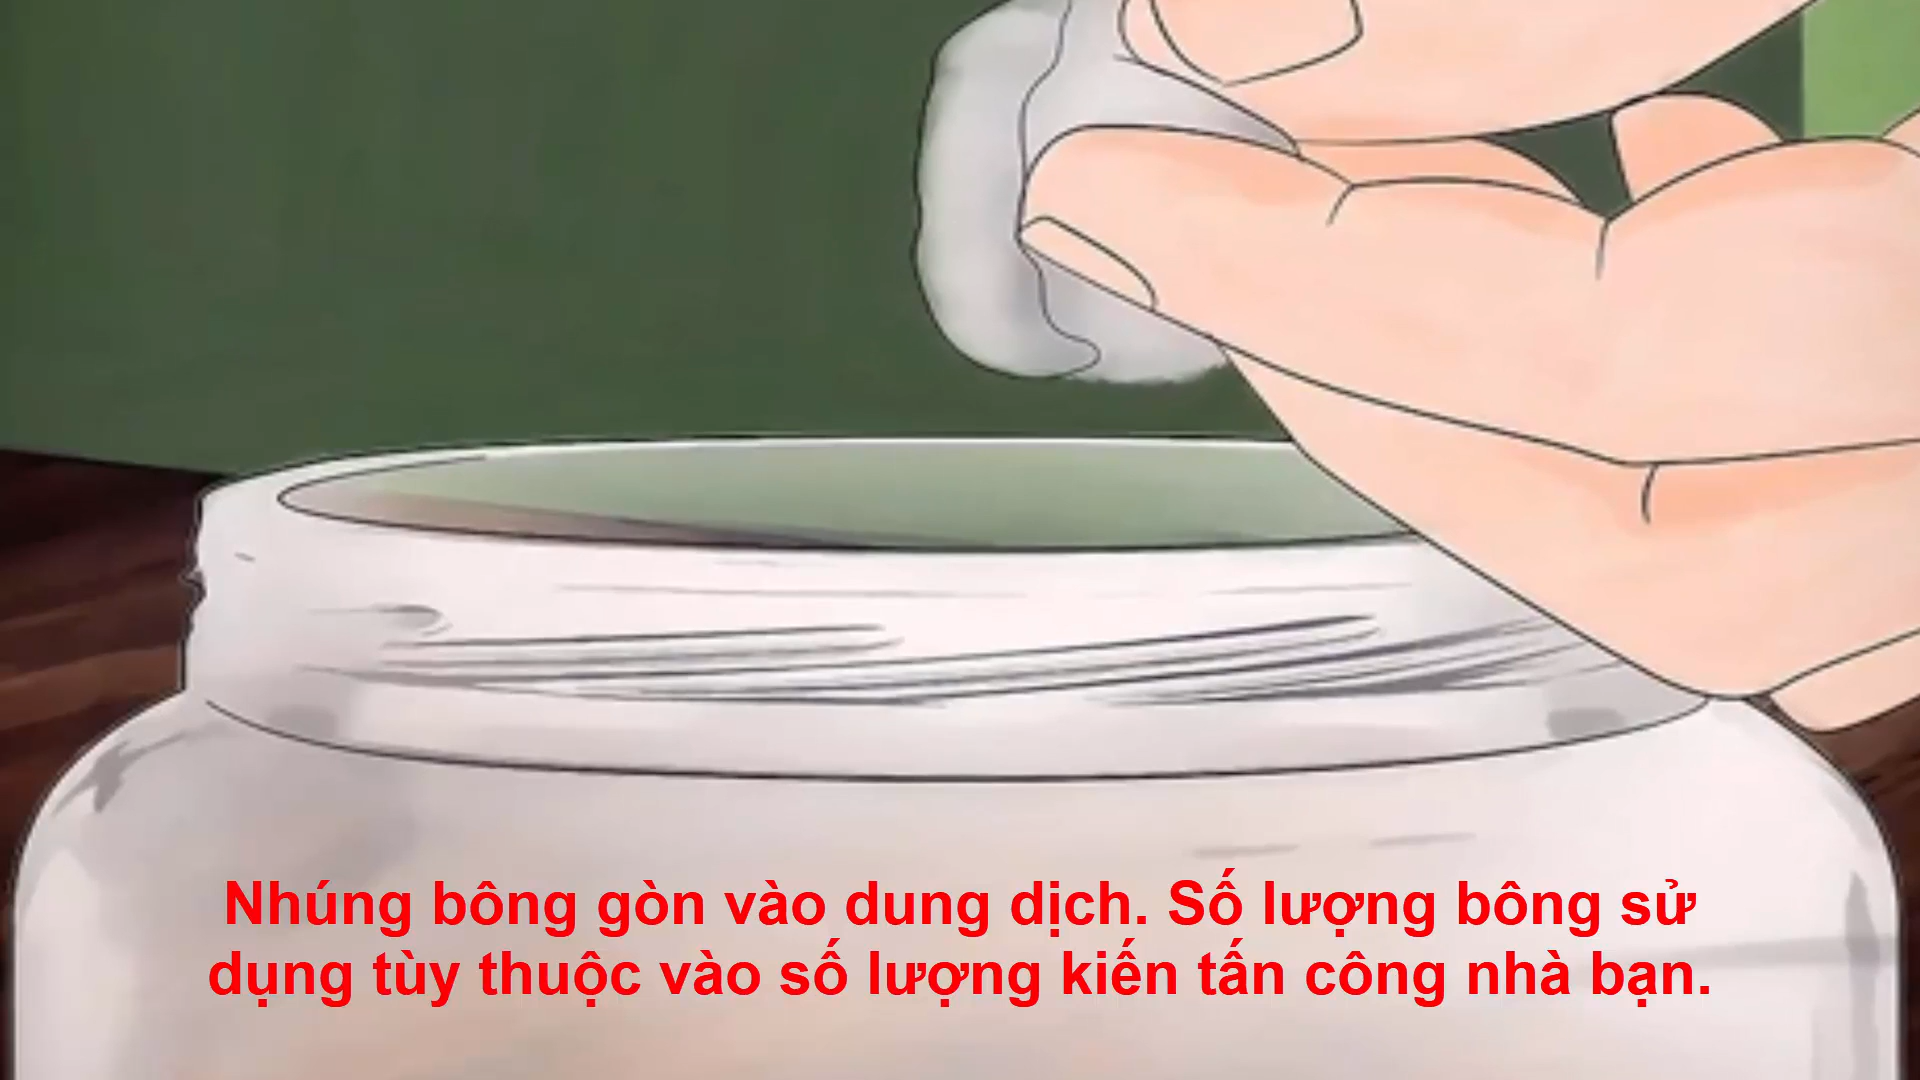 Nhúng bông gòn vào dung dịch. Số lượng bông sử
dụng tùy thuộc vào số lượng kiến tấn công nhà bạn.